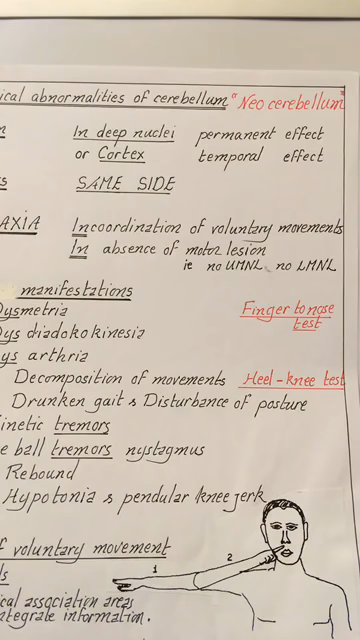 ical abnormalities of cerebellum "Neo cerebellum"
n In deep nuclei permanent effect
or Cortex temporal effect
s SAME SIDE
AXIA Incoordination of voluntary movements
In absence of motor lesion
ie no UMNL no LMNL
manifestations
Dysmetria Finger to nose test
Dys diadokokinesia
ys arthria
Decomposition of movements Heel-knee test
Drunken gait & Disturbance of posture
inetic tremors
e ball tremors nystagmus
Rebound
Hypotonia & pendular knee jerk
f voluntary movement
ls
1 2
ical association areas
integrate information.